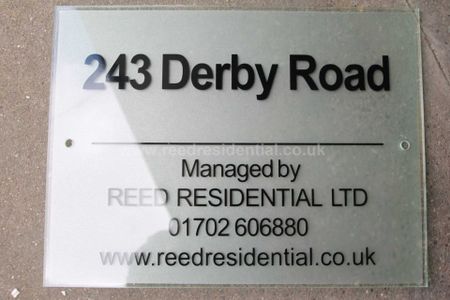 243 Derby Road
www.reedresidential.co.uk
Managed by
REED RESIDENTIAL LTD
01702 606880
www.reedresidential.co.uk